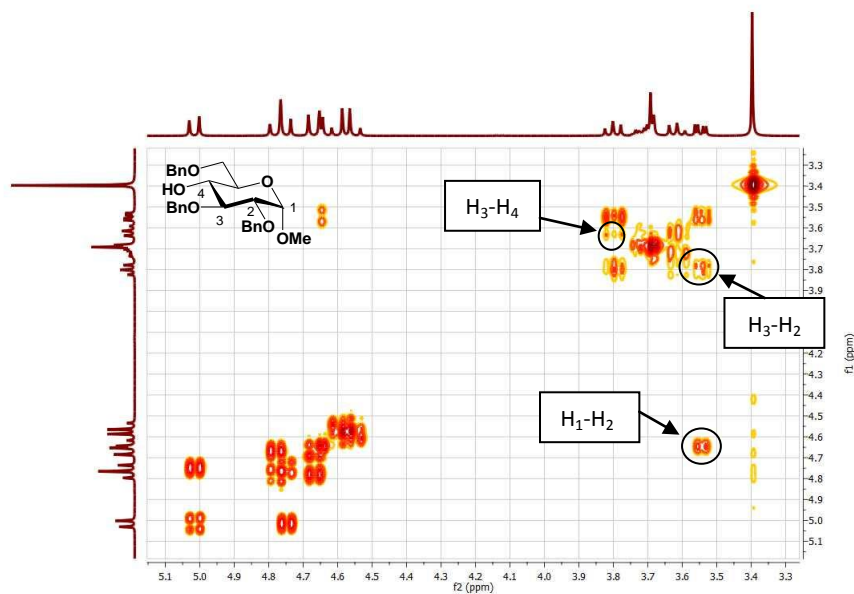 BnO
HO
4
O
BnO
2
1
3
BnO
OMe
H₃-H₄
H₃-H₂
H₁-H₂
3.3
3.4
3.5
3.6
3.7
3.8
3.9
4.2
4.3
4.4
4.5
4.6
4.7
4.8
4.9
5.0
5.1
f1 (ppm)
5.1 5.0 4.9 4.8 4.7 4.6 4.5 4.4 4.3 4.2 4.1 4.0 3.9 3.8 3.7 3.6 3.5 3.4 3.3
f2 (ppm)